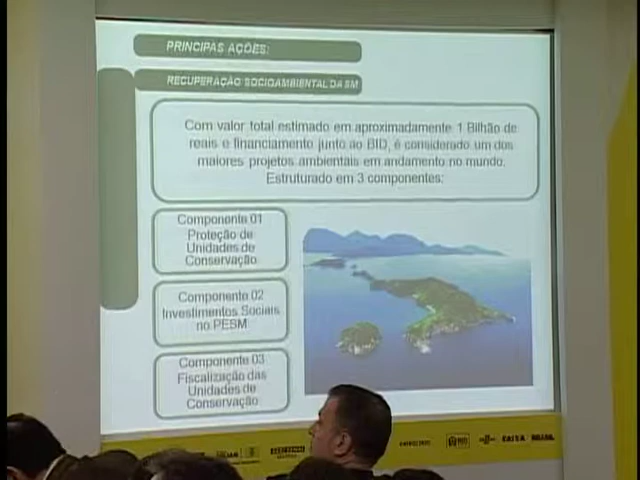 PRINCIPAS AÇÕES:
RECUPERAÇÃO SOCIOAMBIENTAL DA SM
Com valor total estimado em aproximadamente 1 Bilhão de
reais e financiamento junto ao BID, é considerado um dos
maiores projetos ambientais em andamento no mundo.
Estruturado em 3 componentes:
Componente 01
Proteção de
Unidades de
Conservação
Componente 02
Investimentos Sociais
no PESM
Componente 03
Fiscalização das
Unidades de
Conservação
CAIXA BRASIL